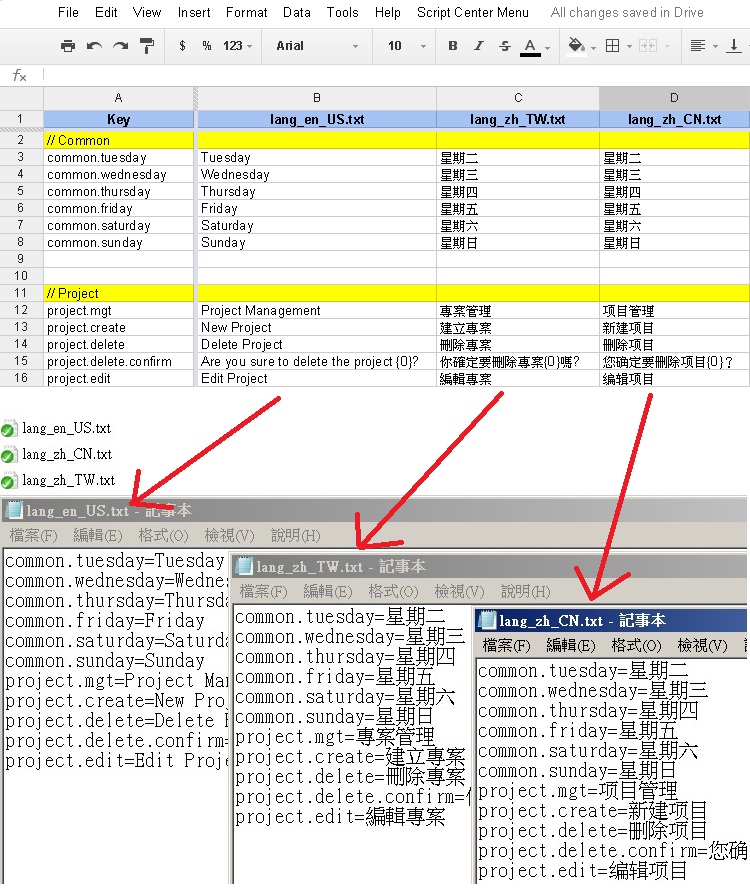 File Edit View Insert Format Data Tools Help Script Center Menu All changes saved in Drive
$ % 123 Arial 10 B I S A
fx
A B C D
1 Key lang_en_US.txt lang_zh_TW.txt lang_zh_CN.txt
2 // Common
3 common.tuesday Tuesday 星期二 星期二
4 common.wednesday Wednesday 星期三 星期三
5 common.thursday Thursday 星期四 星期四
6 common.friday Friday 星期五 星期五
7 common.saturday Saturday 星期六 星期六
8 common.sunday Sunday 星期日 星期日
9
10
11 // Project
12 project.mgt Project Management 專案管理 项目管理
13 project.create New Project 建立專案 新建项目
14 project.delete Delete Project 刪除專案 删除项目
15 project.delete.confirm Are you sure to delete the project {0}? 你確定要刪除專案{0}嗎? 您确定要删除项目{0}？
16 project.edit Edit Project 編輯專案 编辑项目
lang_en_US.txt
lang_zh_CN.txt
lang_zh_TW.txt
lang_en_US.txt - 記事本
檔案(F) 編輯(E) 格式(O) 檢視(V) 說明(H)
common.tuesday=Tuesday
common.wednesday=Wednes
common.thursday=Thursda
common.friday=Friday
common.saturday=Saturda
common.sunday=Sunday
project.mgt=Project Man
project.create=New Proj
project.delete=Delete
project.delete.confirm=
project.edit=Edit Proje
lang_zh_TW.txt - 記事本
檔案(F) 編輯(E) 格式(O) 檢視(V) 說明(H)
common.tuesday=星期二
common.wednesday=星期三
common.thursday=星期四
common.friday=星期五
common.saturday=星期六
common.sunday=星期日
project.mgt=專案管理
project.create=建立專案
project.delete=刪除專案
project.delete.confirm=
project.edit=編輯專案
lang_zh_CN.txt - 記事本
檔案(F) 編輯(E) 格式(O) 檢視(V)
common.tuesday=星期二
common.wednesday=星期三
common.thursday=星期四
common.friday=星期五
common.saturday=星期六
common.sunday=星期日
project.mgt=项目管理
project.create=新建项目
project.delete=删除项目
project.delete.confirm=您确
project.edit=编辑项目